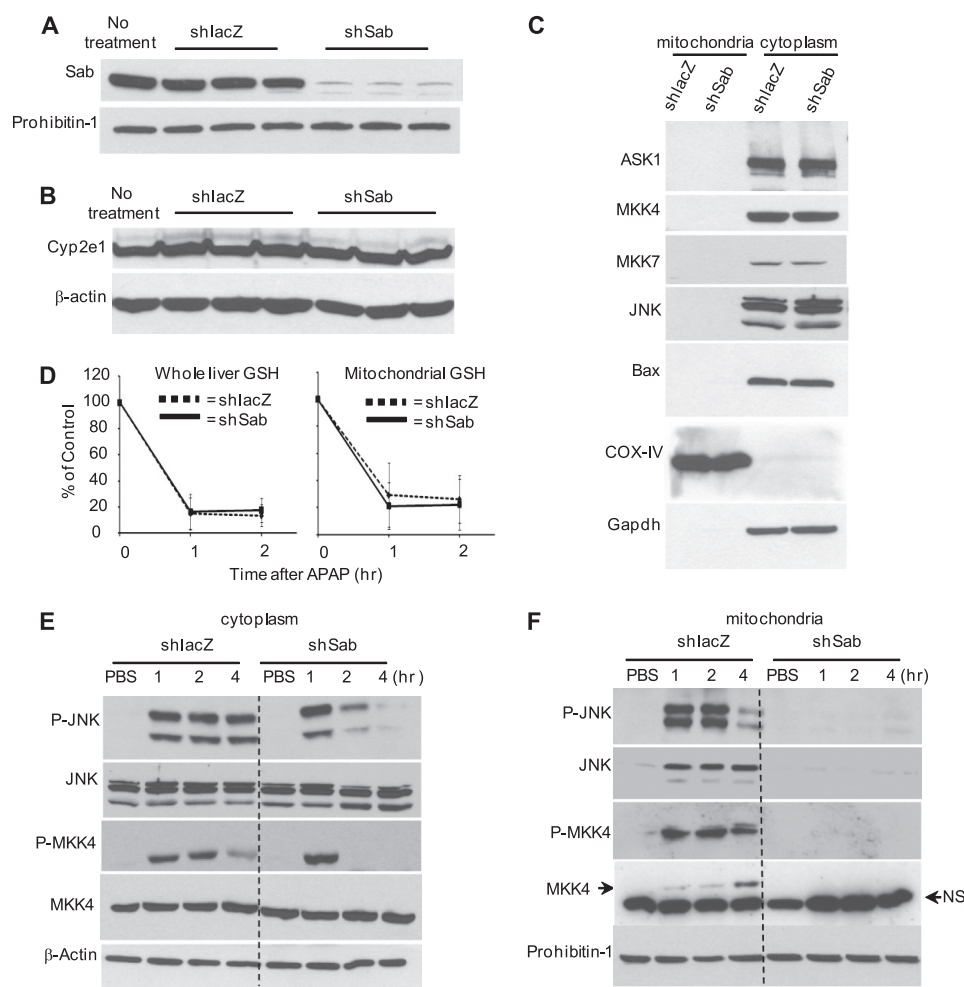 A
No
treatment
shlacZ
shSab
Sab
Prohibitin-1
B
No
treatment
shlacZ
shSab
Cyp2e1
β-actin
C
mitochondria cytoplasm
shlacZ shSab shlacZ shSab
ASK1
MKK4
MKK7
JNK
Bax
COX-IV
Gapdh
D
% of Control
120
100
80
60
40
20
0
Whole liver GSH
= shlacZ
= shSab
0 1 2
Mitochondrial GSH
= shlacZ
= shSab
0 1 2
Time after APAP (hr)
E
cytoplasm
shlacZ
shSab
PBS 1 2 4 PBS 1 2 4 (hr)
P-JNK
JNK
P-MKK4
MKK4
β-Actin
F
mitochondria
shlacZ
shSab
PBS 1 2 4 PBS 1 2 4 (hr)
P-JNK
JNK
P-MKK4
MKK4
NS
Prohibitin-1